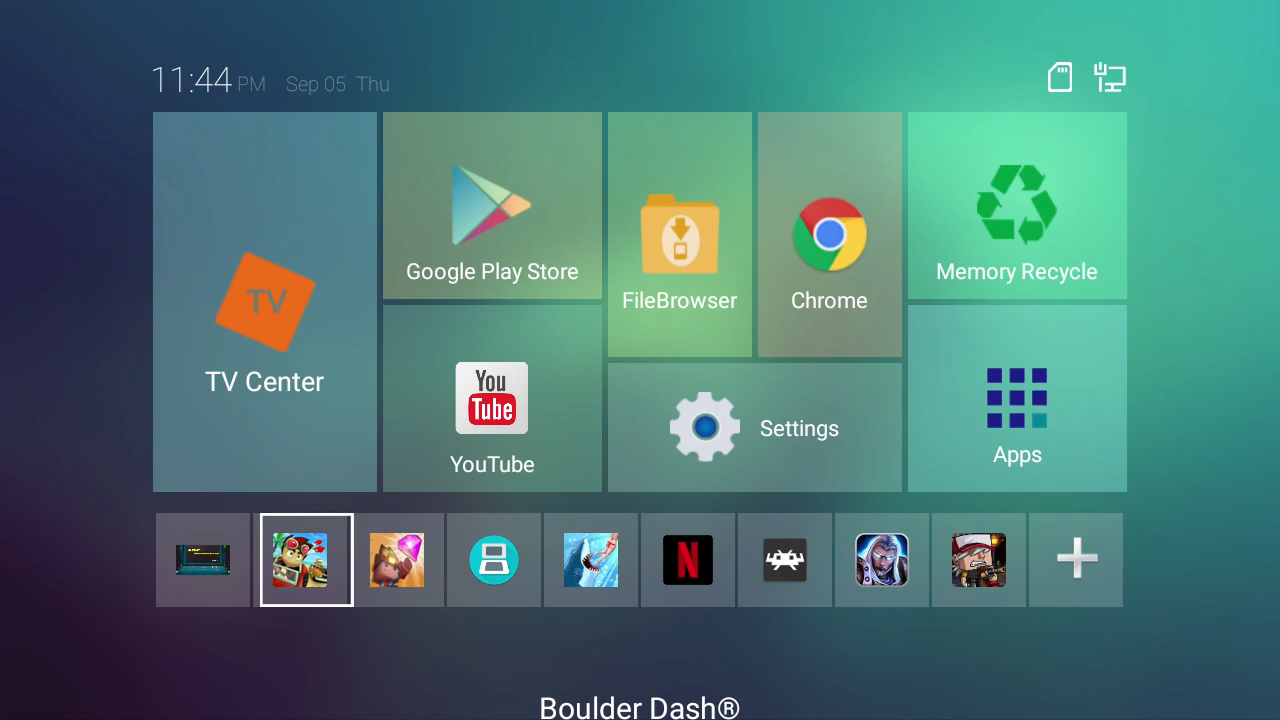 11:44 PM Sep 05 Thu
TV
TV Center
Google Play Store
You
Tube
YouTube
FileBrowser
Chrome
Settings
Memory Recycle
Apps
N
Boulder Dash®